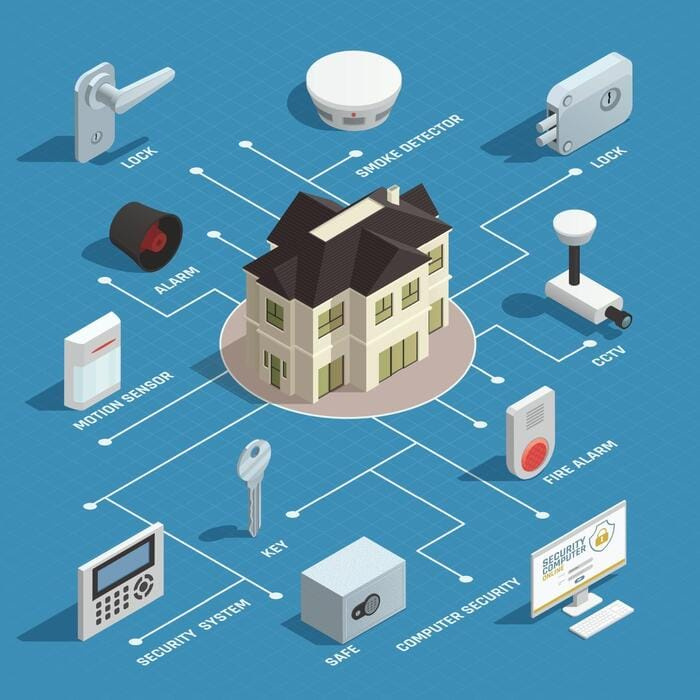 SMOKE DETECTOR
LOCK
LOCK
ALARM
CCTV
MOTION SENSOR
FIRE ALARM
KEY
SECURITY
COMPUTER
ONLINE
SECURITY SYSTEM
SAFE
COMPUTER SECURITY